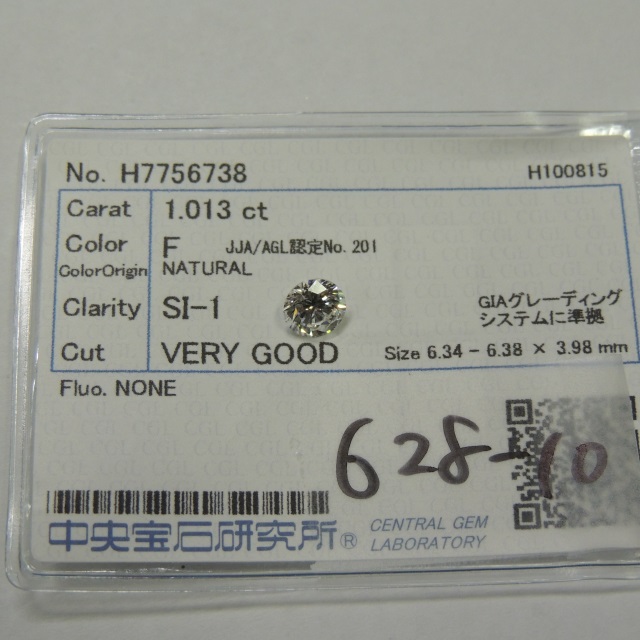 No. H7756738 H100815
Carat 1.013 ct
Color F JJA/AGL認定No.201
ColorOrigin NATURAL
Clarity SI-1 GIAグレーディング
システムに準拠
Cut VERY GOOD Size 6.34 - 6.38 × 3.98 mm
Fluo. NONE
628-10
中央宝石研究所® CENTRAL GEM
LABORATORY